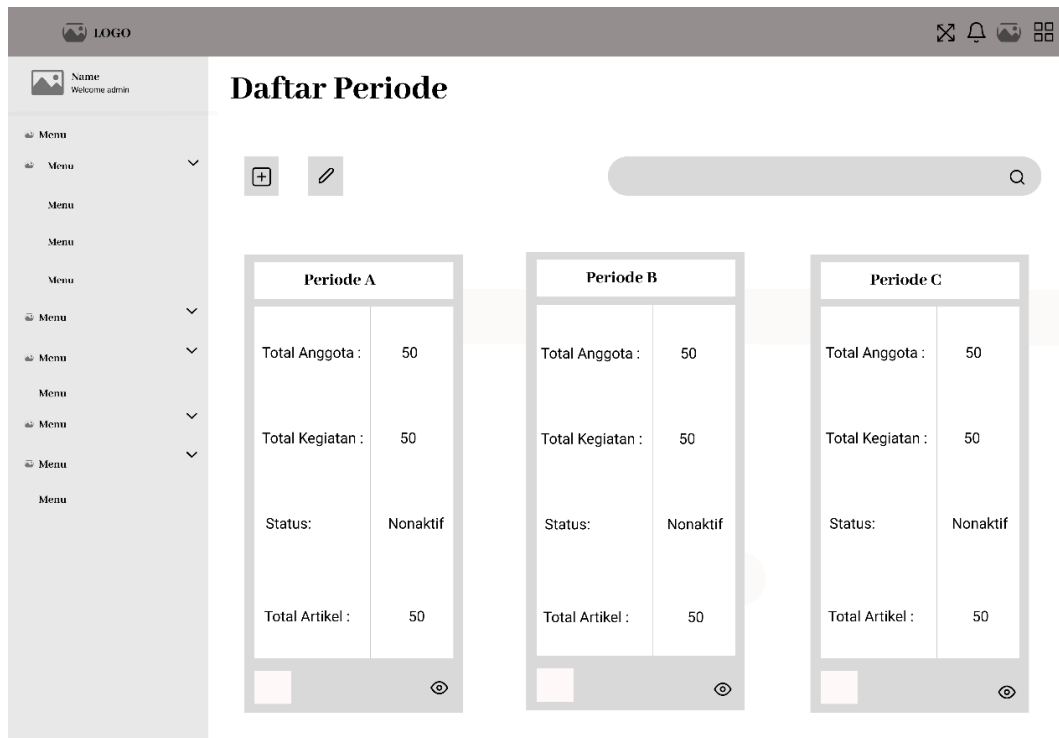 LOGO
Name
Welcome admin
Menu
Menu
Menu
Menu
Menu
Menu
Menu
Menu
Menu
Menu
Menu
Daftar Periode
Periode A
Total Anggota : 50
Total Kegiatan : 50
Status: Nonaktif
Total Artikel : 50
Periode B
Total Anggota : 50
Total Kegiatan : 50
Status: Nonaktif
Total Artikel : 50
Periode C
Total Anggota : 50
Total Kegiatan : 50
Status: Nonaktif
Total Artikel : 50